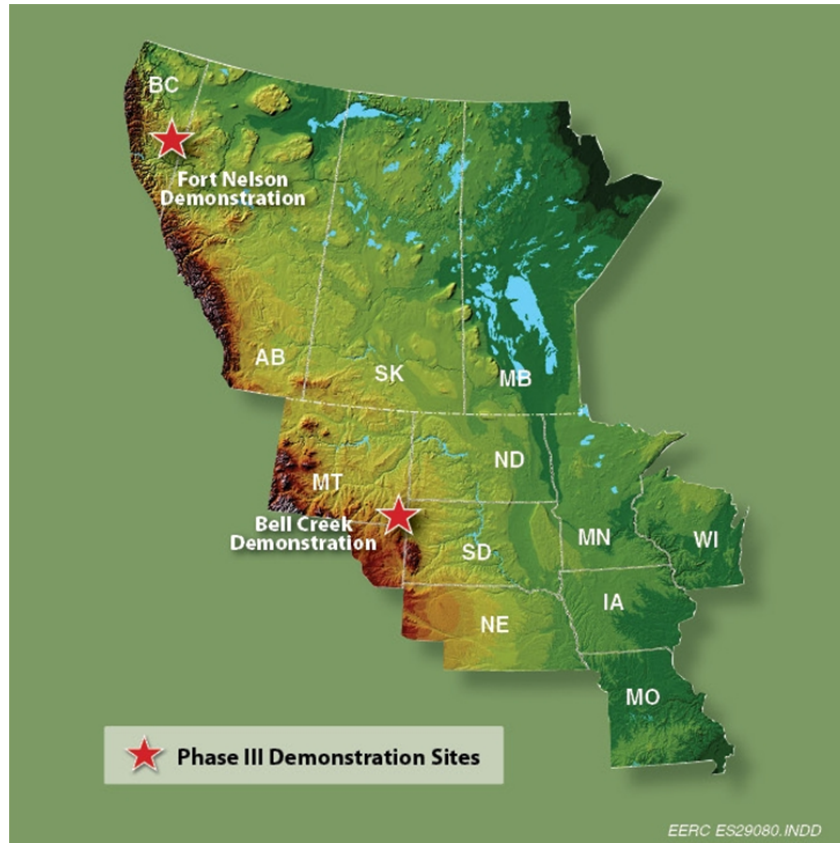 BC
Fort Nelson
Demonstration
AB
SK
MB
ND
MT
Bell Creek
Demonstration
SD
MN
WI
IA
NE
MO
Phase III Demonstration Sites
EERC ES29080.INDD